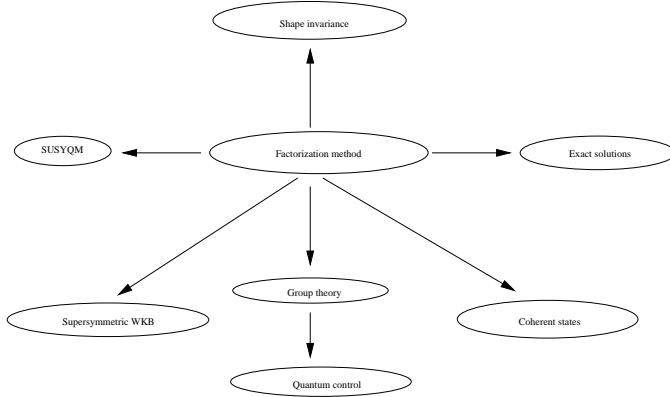 Shape invariance
SUSYQM
Factorization method
Exact solutions
Group theory
Supersymmetric WKB
Coherent states
Quantum control